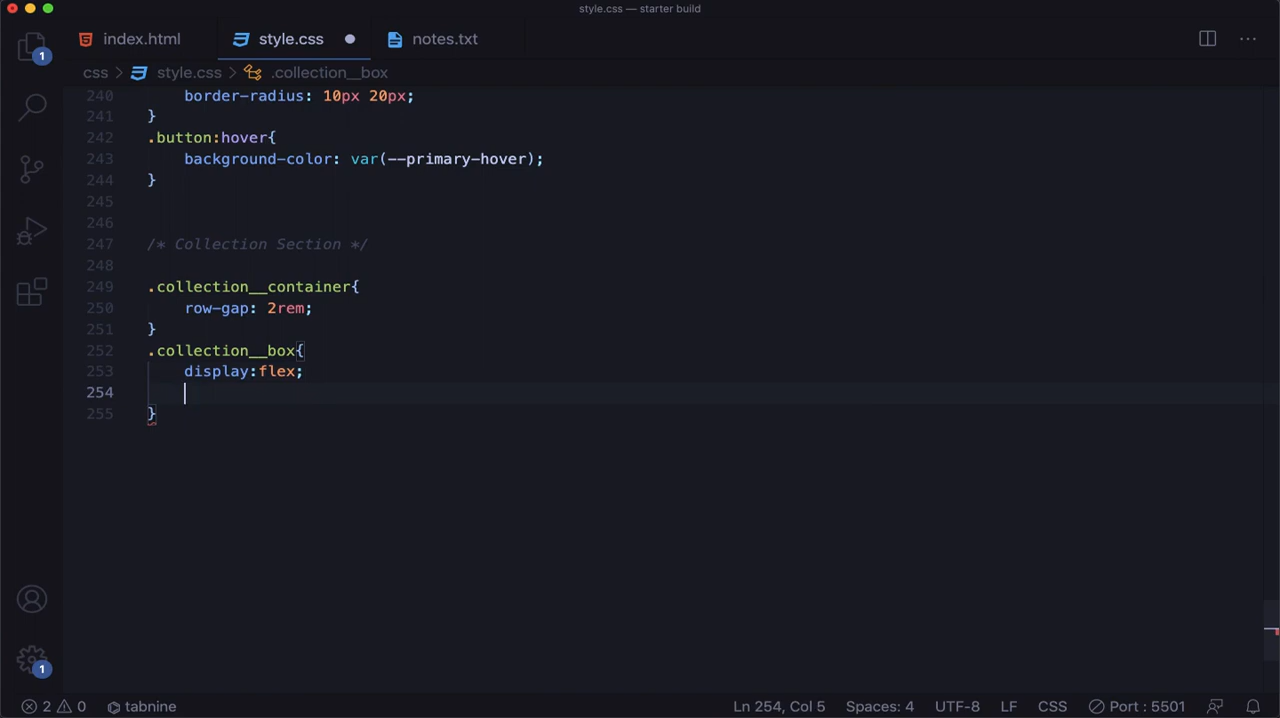 style.css — starter build
index.html
style.css
notes.txt
1
css > style.css > .collection__box
240 border-radius: 10px 20px;
241 }
242 .button:hover{
243 background-color: var(--primary-hover);
244 }
245
246
247 /* Collection Section */
248
249 .collection__container{
250 row-gap: 2rem;
251 }
252 .collection__box{
253 display:flex;
254
255 }
1
2 0 tabnine Ln 254, Col 5 Spaces: 4 UTF-8 LF CSS Port : 5501